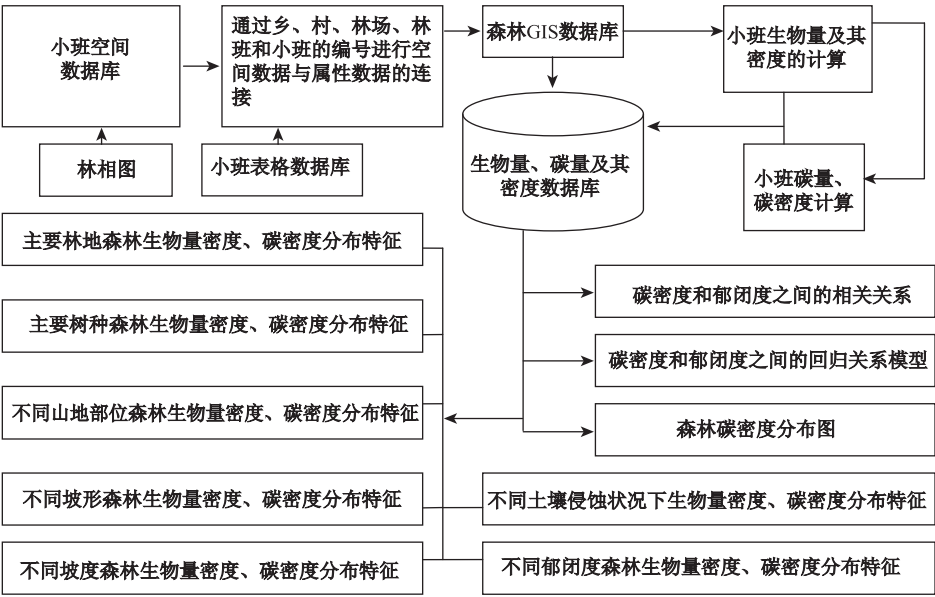 小班空间
数据库
通过乡、村、林场、林
班和小班的编号进行空
间数据与属性数据的连
接
森林GIS数据库
小班生物量及其
密度的计算
林相图
小班表格数据库
生物量、碳量及其
密度数据库
小班碳量、
碳密度计算
主要林地森林生物量密度、碳密度分布特征
主要树种森林生物量密度、碳密度分布特征
不同山地部位森林生物量密度、碳密度分布特征
不同坡形森林生物量密度、碳密度分布特征
不同坡度森林生物量密度、碳密度分布特征
碳密度和郁闭度之间的相关关系
碳密度和郁闭度之间的回归关系模型
森林碳密度分布图
不同土壤侵蚀状况下生物量密度、碳密度分布特征
不同郁闭度森林生物量密度、碳密度分布特征